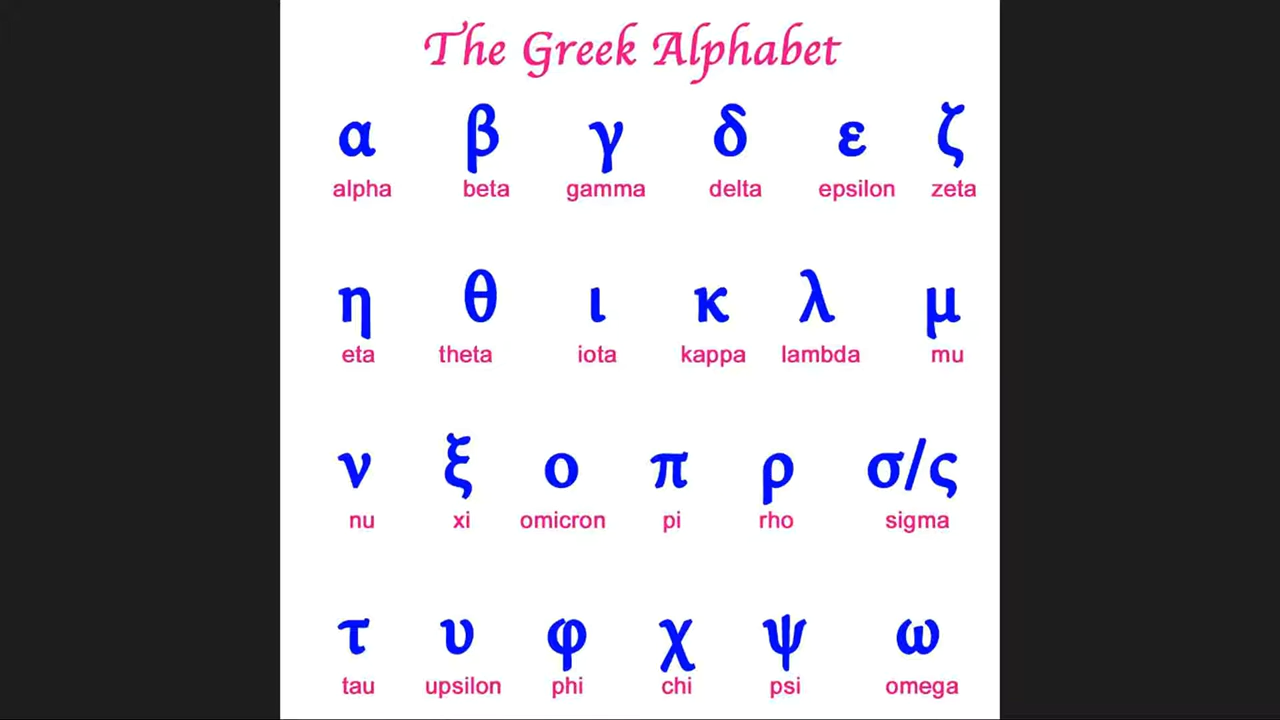 The Greek Alphabet
α β γ δ ε ζ
alpha beta gamma delta epsilon zeta
η θ ι κ λ μ
eta theta iota kappa lambda mu
ν ξ ο π ρ σ/ς
nu xi omicron pi rho sigma
τ υ φ χ ψ ω
tau upsilon phi chi psi omega